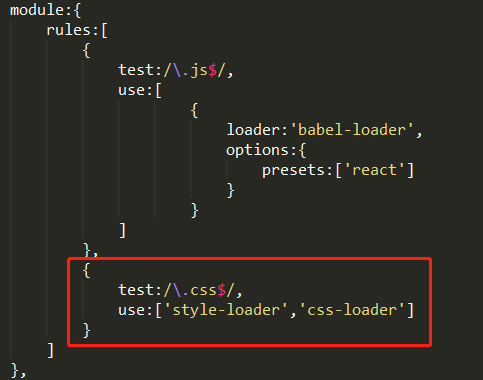 module:{
    rules:[
        {
            test:/\.js$/,
            use:[
                    {
                        loader:'babel-loader',
                        options:{
                            presets:['react']
                        }
                    }
            ]
        },
        {
            test:/\.css$/,
            use:['style-loader','css-loader']
        }
    ]
},